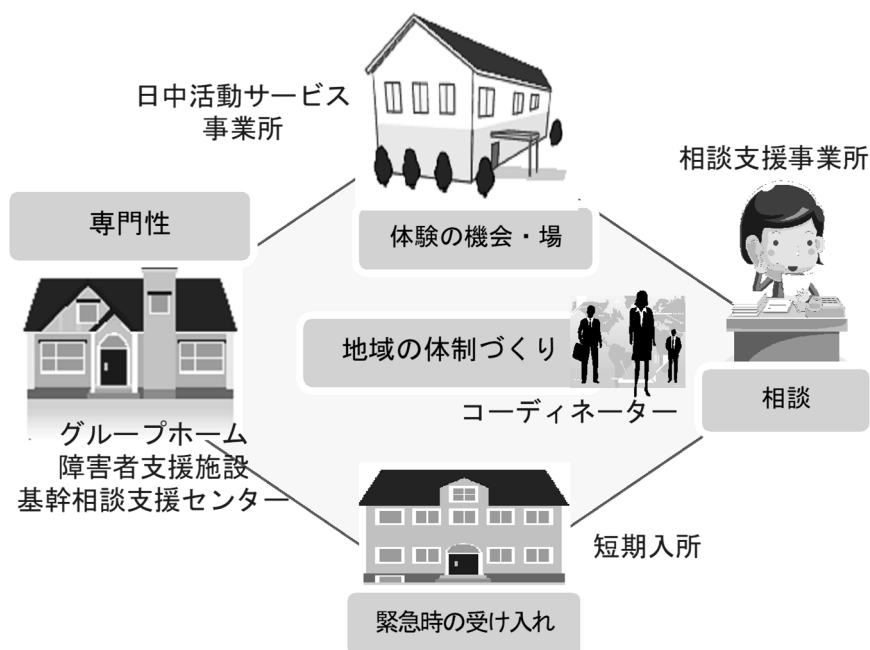 日中活動サービス
事業所
体験の機会・場
相談支援事業所
専門性
地域の体制づくり
コーディネーター
相談
グループホーム
障害者支援施設
基幹相談支援センター
短期入所
緊急時の受け入れ